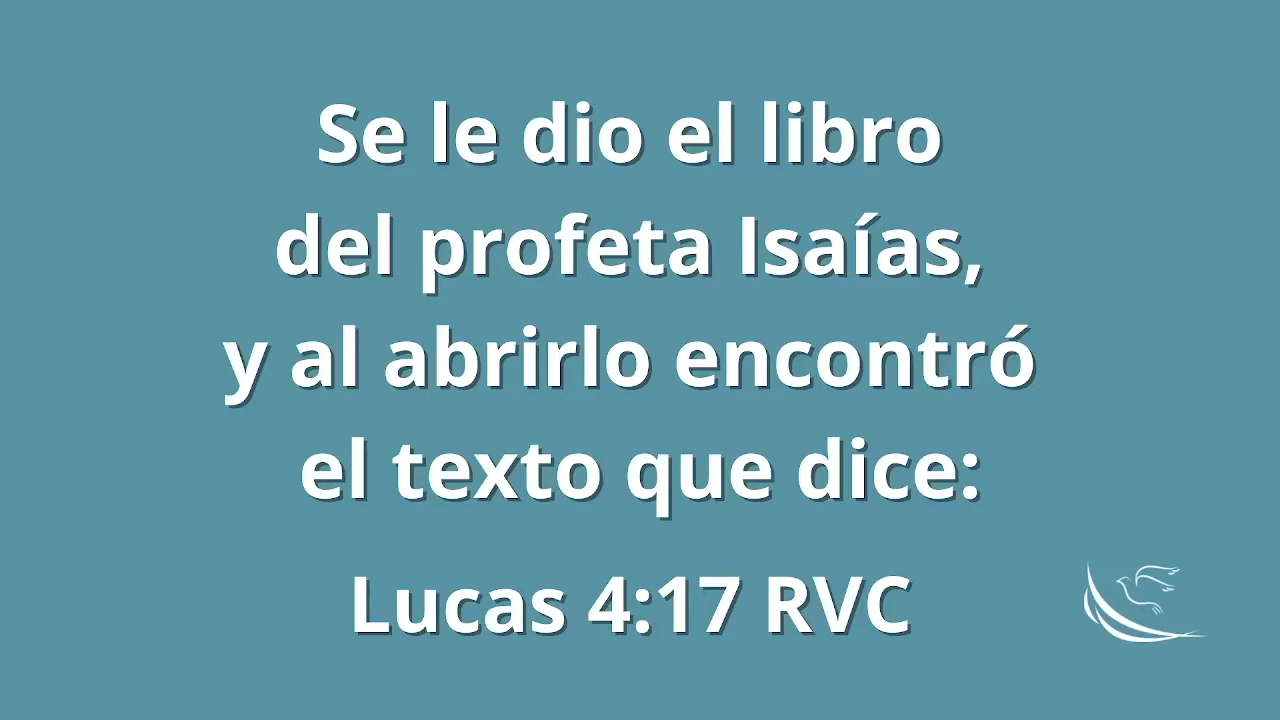 Se le dio el libro
del profeta Isaías,
y al abrirlo encontró
el texto que dice:
Lucas 4:17 RVC